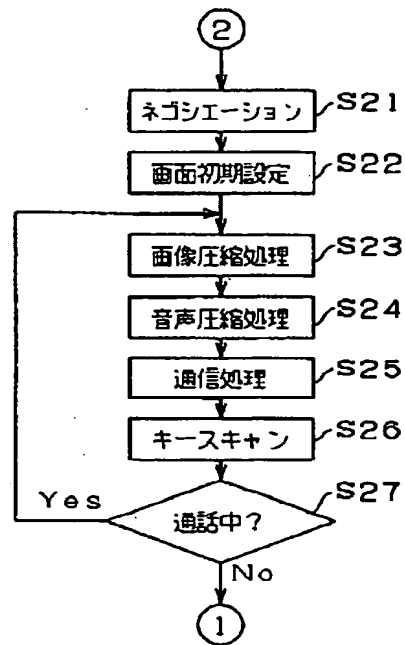 2
ネゴシエーション S21
画面初期設定 S22
画像圧縮処理 S23
音声圧縮処理 S24
通信処理 S25
キースキャン S26
通話中? S27
Yes
No
1